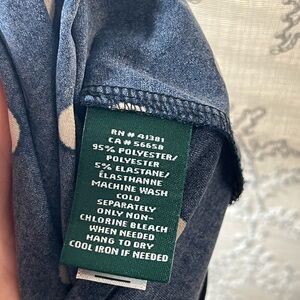 RN # 41381
CA # 56658
95% POLYESTER/
POLYESTER
5% ELASTANE/
ÉLASTHANNE
MACHINE WASH
COLD
SEPARATELY
ONLY NON-
CHLORINE BLEACH
WHEN NEEDED
HANG TO DRY
COOL IRON IF NEEDED